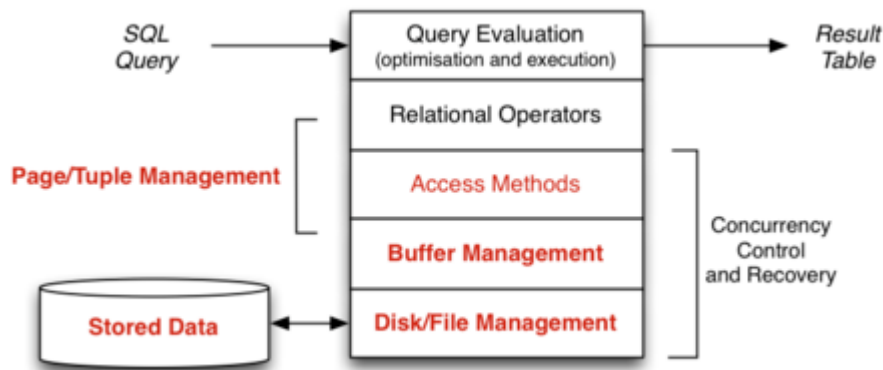 SQL
Query
Query Evaluation
(optimisation and execution)
Result
Table
Relational Operators
Page/Tuple Management
Access Methods
Buffer Management
Concurrency
Control
and Recovery
Stored Data
Disk/File Management